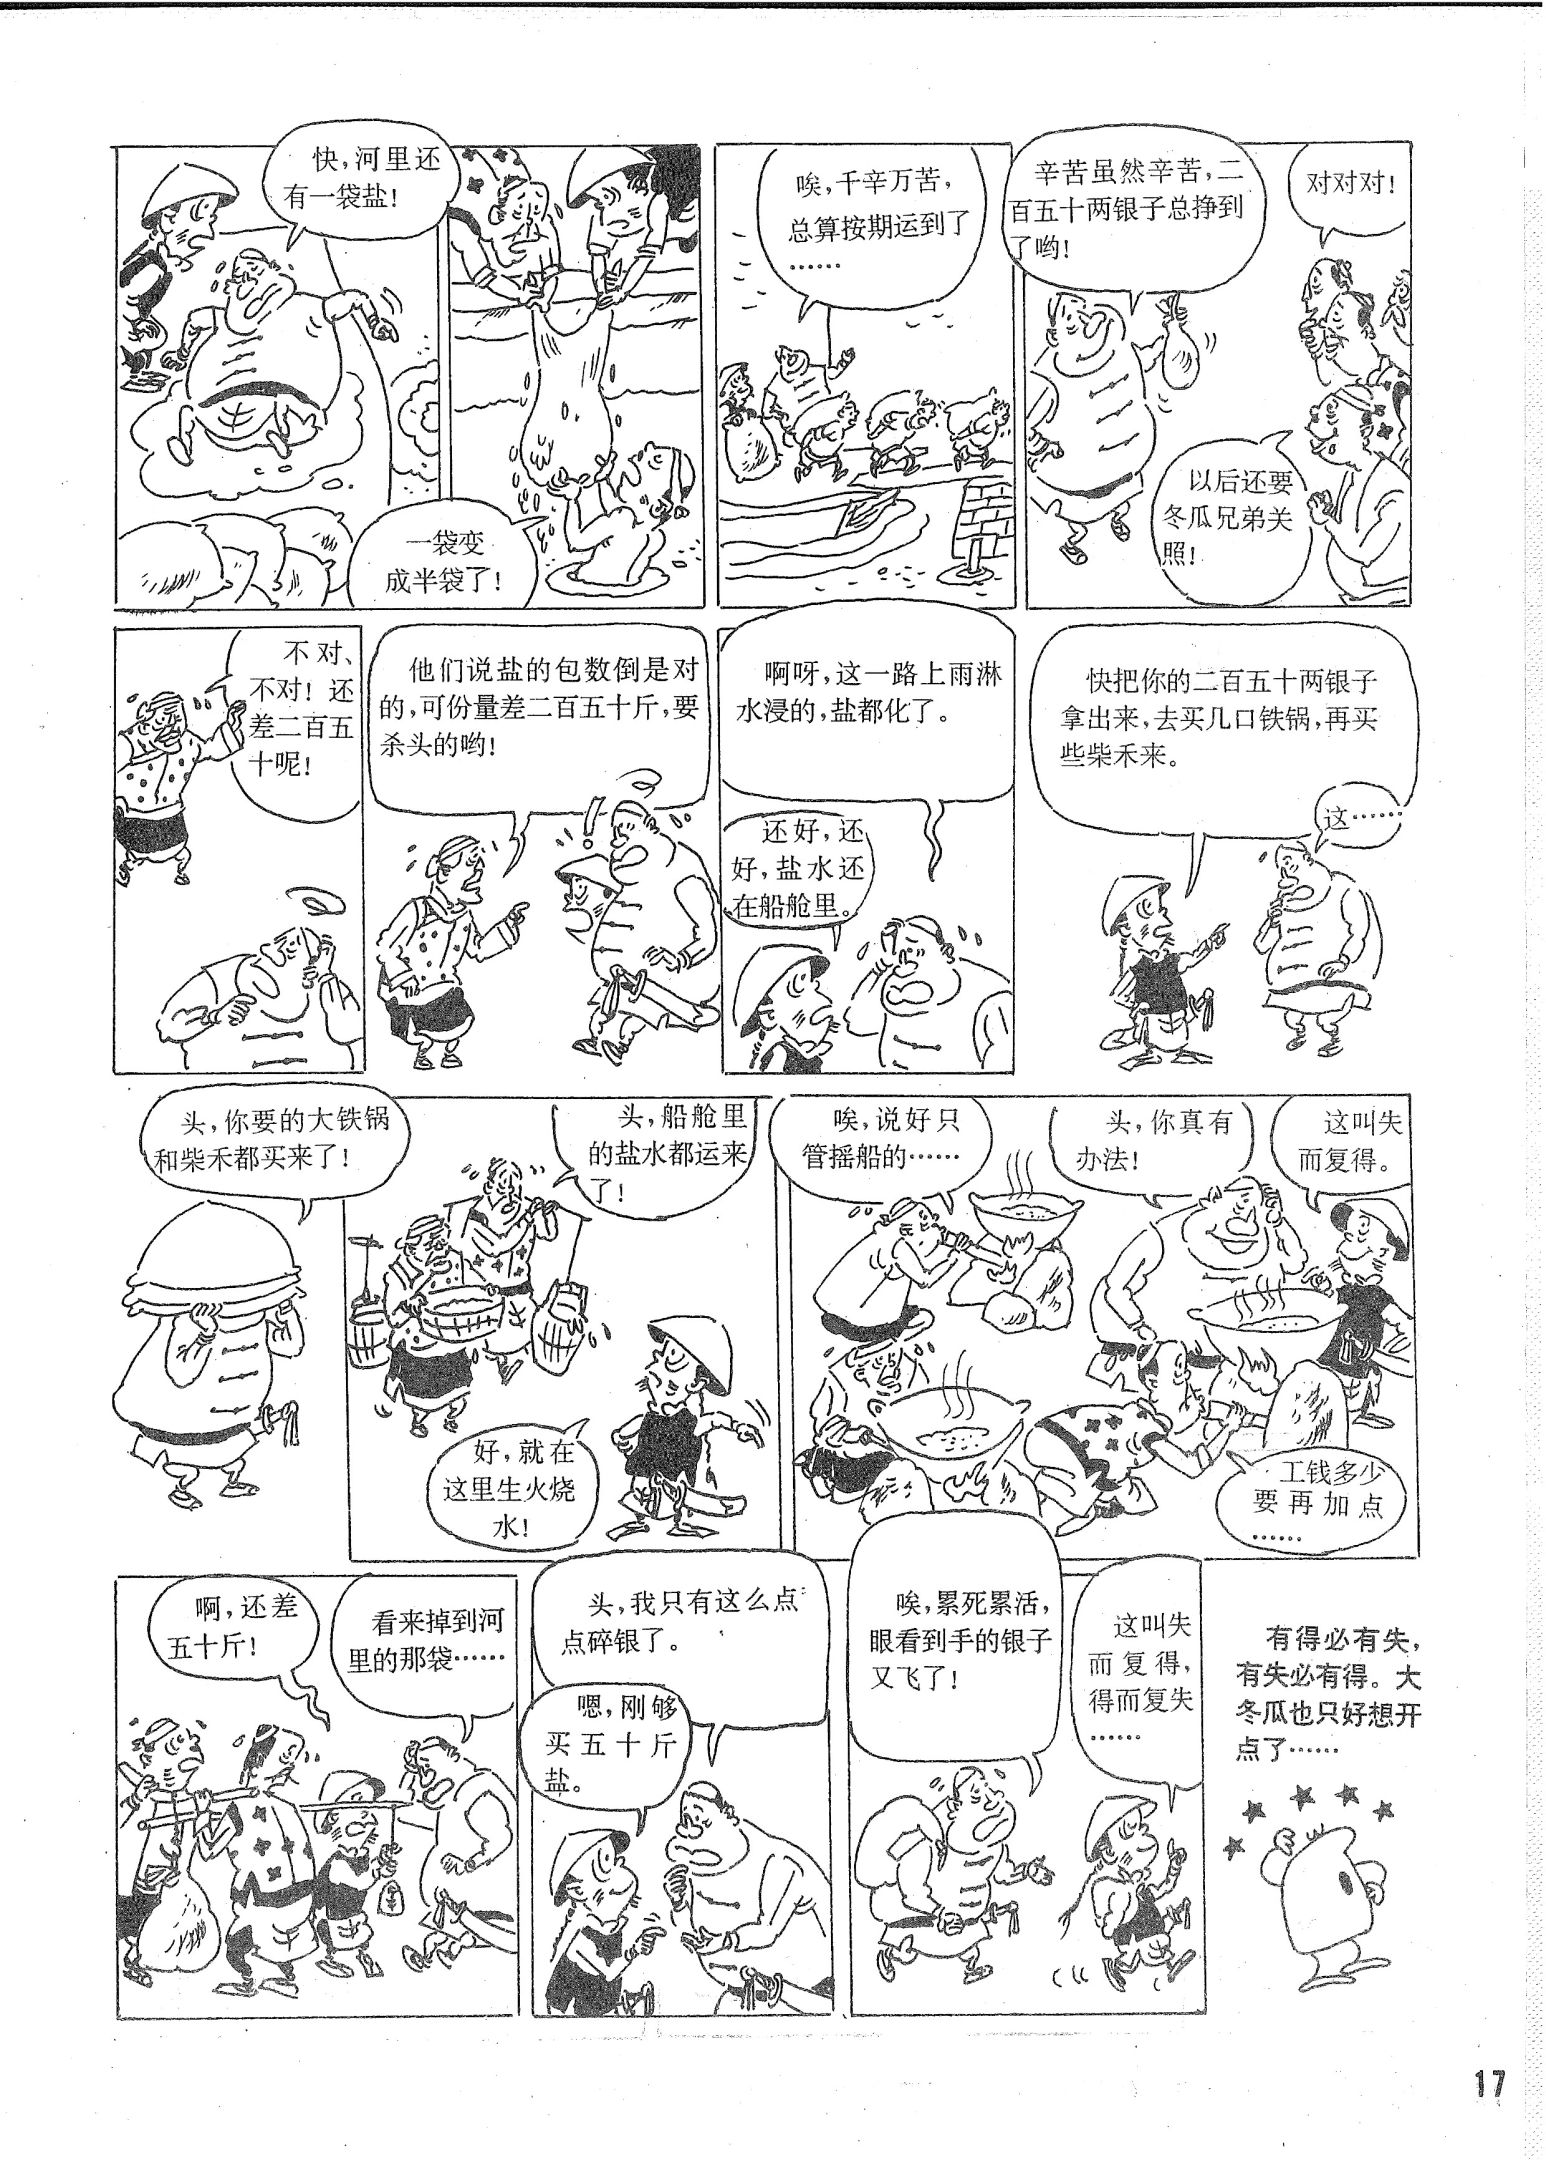 快，河里还
有一袋盐！
一袋变
成半袋了！
唉，千辛万苦，
总算按期运到了
……
辛苦虽然辛苦，二
百五十两银子总挣到
了哟！
对对对！
以后还要
冬瓜兄弟关
照！
不对、
不对！还
差二百五
十呢！
他们说盐的包数倒是对
的，可份量差二百五十斤，要
杀头的哟！
啊呀，这一路上雨淋
水浸的，盐都化了。
还好，还
好，盐水还
在船舱里。
快把你的二百五十两银子
拿出来，去买几口铁锅，再买
些柴禾来。
这……
头，你要的大铁锅
和柴禾都买来了！
头，船舱里
的盐水都运来
了！
好，就在
这里生火烧
水！
唉，说好只
管摇船的……
头，你真有
办法！
这叫失
而复得。
工钱多少
要再加点
……
啊，还差
五十斤！
看来掉到河
里的那袋……
头，我只有这么点
点碎银了。
嗯，刚够
买五十斤
盐。
唉，累死累活，
眼看到手的银子
又飞了！
这叫失
而复得，
得而复失
……
有得必有失，
有失必有得。大
冬瓜也只好想开
点了……
17